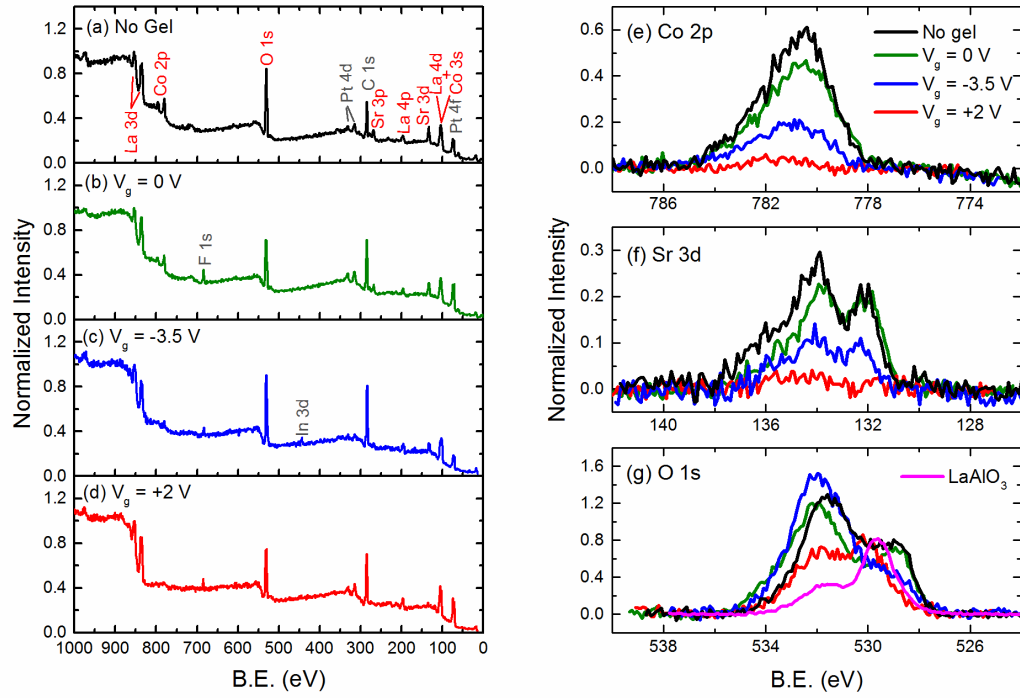 (a) No Gel
La 3d
Co 2p
O 1s
Pt 4d
C 1s
Sr 3p
La 4p
Sr 3d
La 4d
+
Co 3s
Pt 4f
1.2
0.8
0.4
0.0
(b) Vg = 0 V
F 1s
1.2
0.8
0.4
0.0
(c) Vg = -3.5 V
In 3d
1.2
0.8
0.4
0.0
(d) Vg = +2 V
1.2
0.8
0.4
0.0
Normalized Intensity
1000 900 800 700 600 500 400 300 200 100 0
B.E. (eV)
(e) Co 2p
No gel
Vg = 0 V
Vg = -3.5 V
Vg = +2 V
0.6
0.4
0.2
0.0
786 782 778 774
(f) Sr 3d
0.3
0.2
0.1
0.0
140 136 132 128
(g) O 1s
LaAlO3
1.6
1.2
0.8
0.4
0.0
538 534 530 526
Normalized Intensity
B.E. (eV)